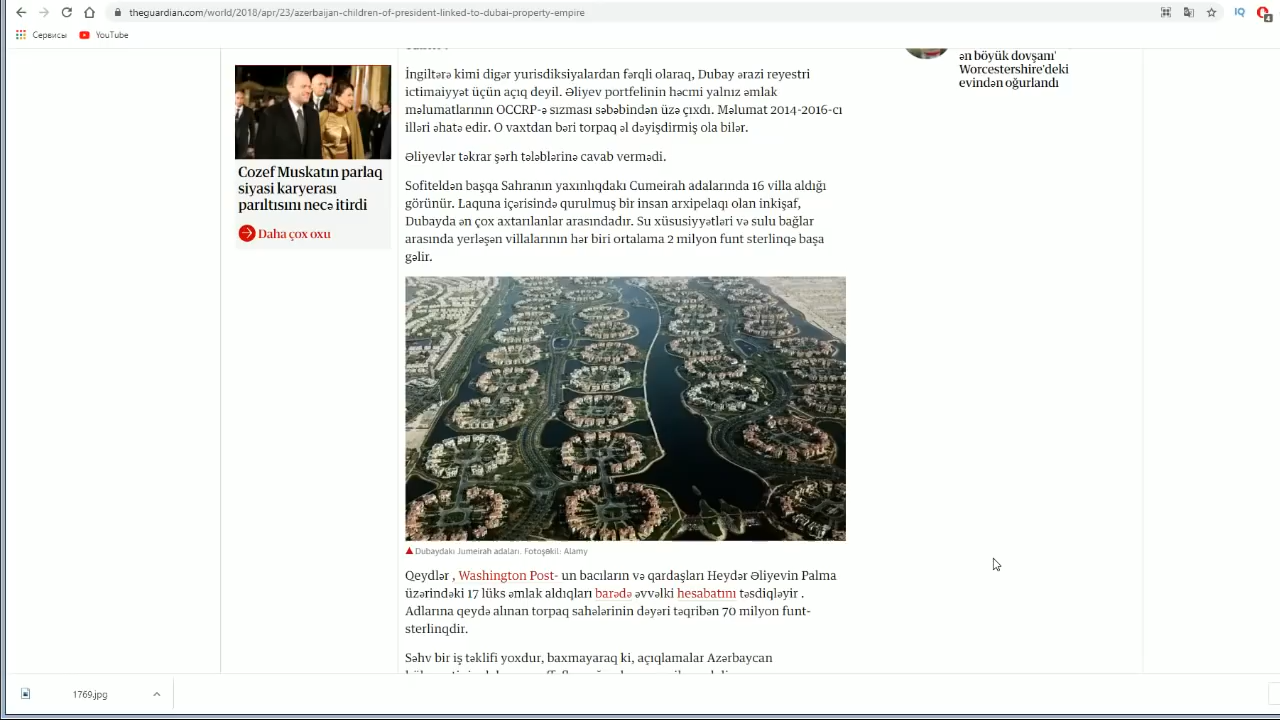 theguardian.com/world/2018/apr/23/azerbaijan-children-of-president-linked-to-dubai-property-empire
Сервисы
YouTube
IQ
4
ən böyük dovşanı'
Worcestershire'deki
evindən oğurlandı
Cozef Muskatın parlaq
siyasi karyerası
parıltısını necə itirdi
Daha çox oxu
İngiltərə kimi digər yurisdiksiyalardan fərqli olaraq, Dubay ərazi reyestri
ictimaiyyət üçün açıq deyil. Əliyev portfelinin həcmi yalnız əmlak
məlumatlarının OCCRP-ə sızması səbəbindən üzə çıxdı. Məlumat 2014-2016-cı
illəri əhatə edir. O vaxtdan bəri torpaq əl dəyişdirmiş ola bilər.
Əliyevlər təkrar şərh tələblərinə cavab vermədi.
Sofiteldən başqa Sahranın yaxınlıqdakı Cumeirah adalarında 16 villa aldığı
görünür. Laquna içərisində qurulmuş bir insan arxipelaqı olan inkişaf,
Dubayda ən çox axtarılanlar arasındadır. Su xüsusiyyətləri və sulu bağlar
arasında yerləşən villalarının hər biri ortalama 2 milyon funt sterlinqə başa
gəlir.
Dubaydakı Jumeirah adaları. Fotoşəkil: Alamy
Qeydlər , Washington Post- un bacıların və qardaşları Heydər Əliyevin Palma
üzərindəki 17 lüks əmlak aldıqları barədə əvvəlki hesabatını təsdiqləyir .
Adlarına qeydə alınan torpaq sahələrinin dəyəri təqribən 70 milyon funt-
sterlinqdir.
Səhv bir iş təklifi yoxdur, baxmayaraq ki, açıqlamalar Azərbaycan
1769.jpg